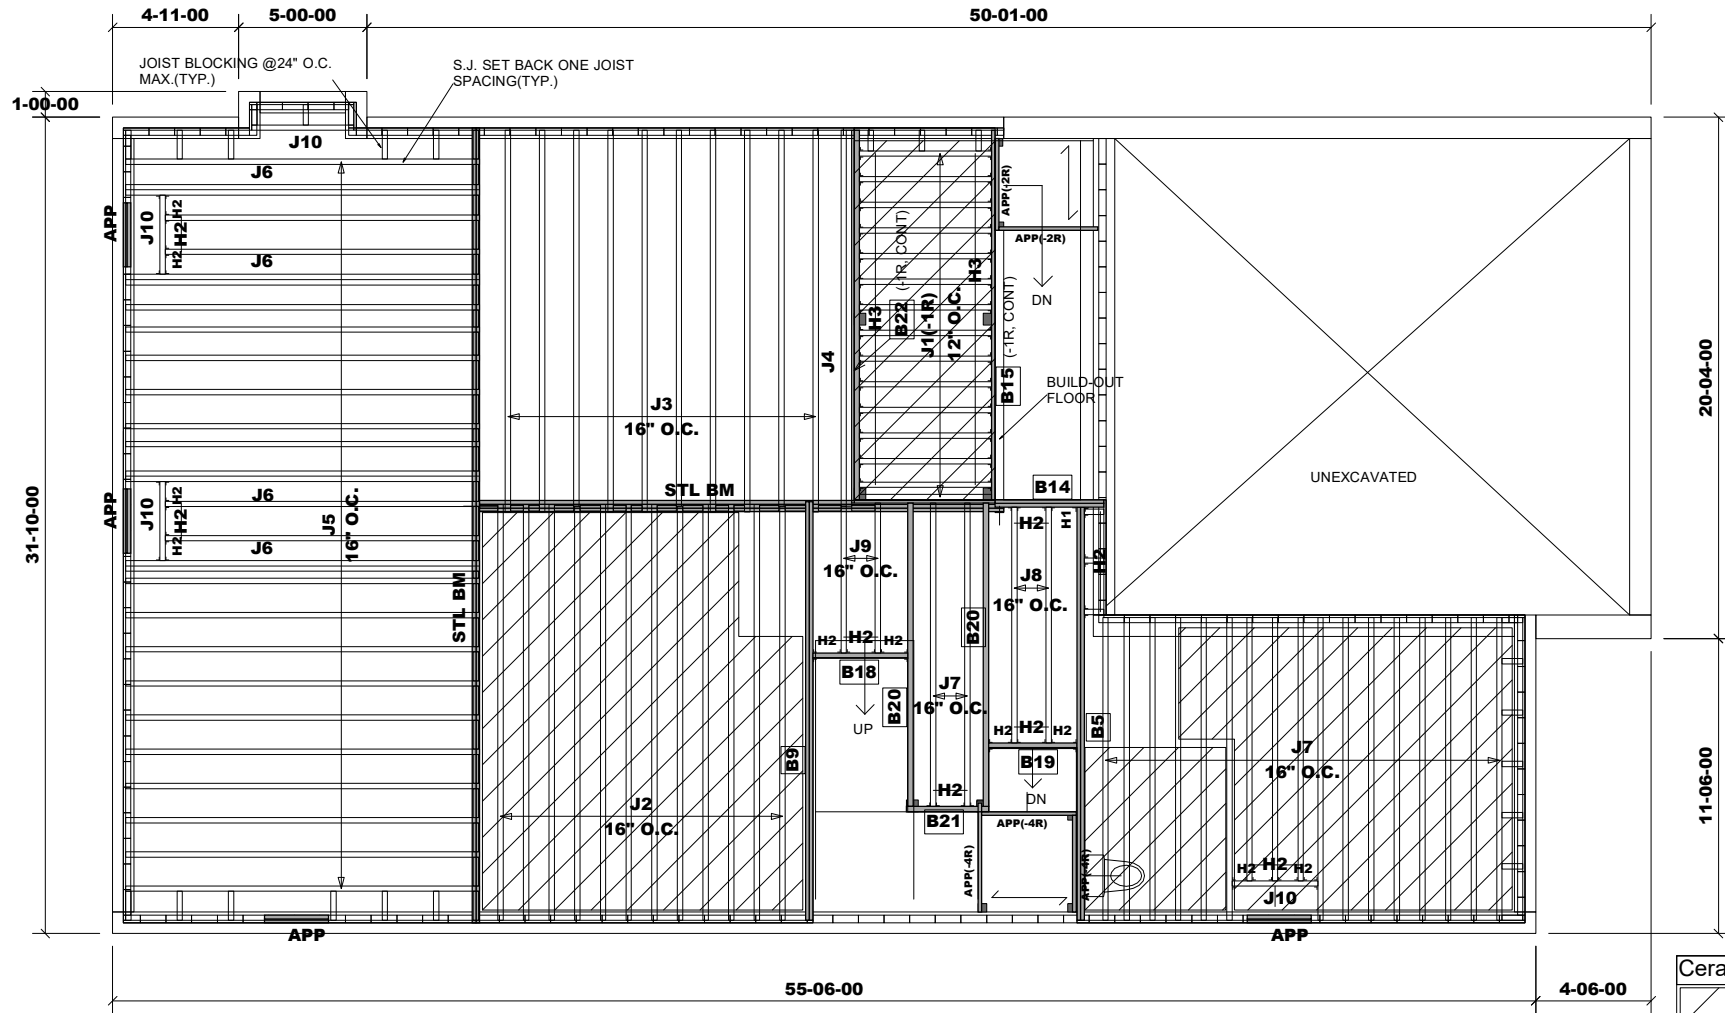 4-11-00
5-00-00
50-01-00
JOIST BLOCKING @24" O.C.
MAX.(TYP.)
S.J. SET BACK ONE JOIST
SPACING(TYP.)
1-00-00
J10
J6
APP
J10
H2
H2
H2
J6
APP(-2R)
APP(-2R)
DN
(-1R, CONT)
H3
H3
B22
J1(-1R)
12" O.C.
(-1R, CONT)
B15
BUILD-OUT
FLOOR
J4
J3
16" O.C.
20-04-00
UNEXCAVATED
STL BM
B14
31-10-00
APP
J10
H2
H2
H2
J6
J5
16" O.C.
J6
STL BM
J9
16" O.C.
H2
H1
H2
J8
16" O.C.
B20
H2
H2
H2
B18
B20
UP
J7
16" O.C.
H2
H2
H2
B19
DN
B5
B9
J7
16" O.C.
11-06-00
J2
16" O.C.
H2
B21
APP(-4R)
APP(-4R)
APP(-4R)
H2
H2
H2
J10
APP
APP
Cera
55-06-00
4-06-00